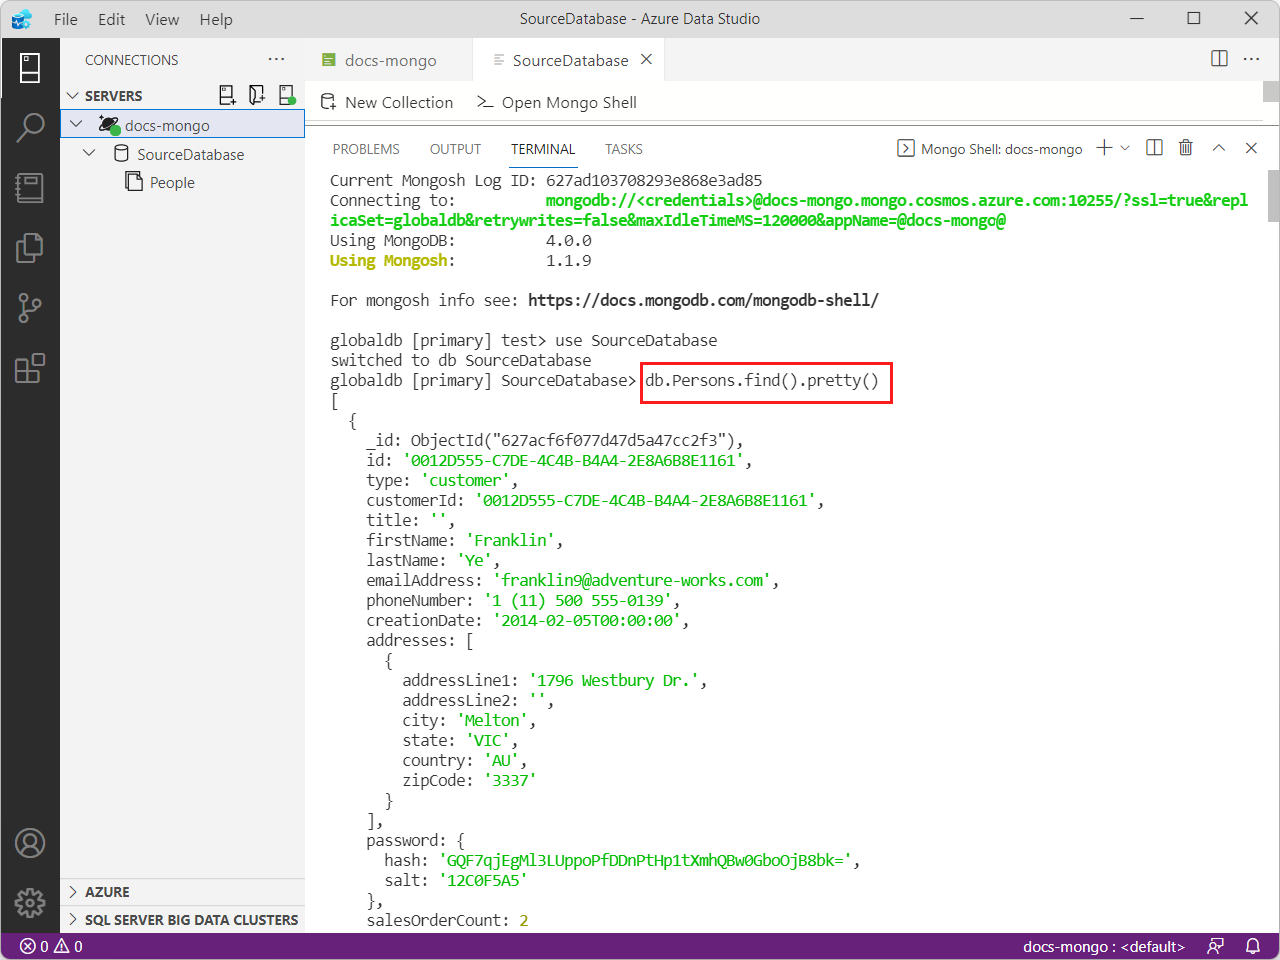 File Edit View Help
SourceDatabase - Azure Data Studio
CONNECTIONS
SERVERS
docs-mongo
SourceDatabase
People
AZURE
SQL SERVER BIG DATA CLUSTERS
docs-mongo
SourceDatabase
New Collection
Open Mongo Shell
PROBLEMS OUTPUT TERMINAL TASKS
Mongo Shell: docs-mongo
Current Mongosh Log ID: 627ad103708293e868e3ad85
Connecting to: mongodb://<credentials>@docs-mongo.mongo.cosmos.azure.com:10255/?ssl=true&repl
icaSet=globaldb&retrywrites=false&maxIdleTimeMS=120000&appName=@docs-mongo@
Using MongoDB: 4.0.0
Using Mongosh: 1.1.9
For mongosh info see: https://docs.mongodb.com/mongodb-shell/
globaldb [primary] test> use SourceDatabase
switched to db SourceDatabase
globaldb [primary] SourceDatabase> db.Persons.find().pretty()
[
{
_id: ObjectId("627acf6f077d47d5a47cc2f3"),
id: '0012D555-C7DE-4C4B-B4A4-2E8A6B8E1161',
type: 'customer',
customerId: '0012D555-C7DE-4C4B-B4A4-2E8A6B8E1161',
title: '',
firstName: 'Franklin',
lastName: 'Ye',
emailAddress: 'franklin9@adventure-works.com',
phoneNumber: '1 (11) 500 555-0139',
creationDate: '2014-02-05T00:00:00',
addresses: [
{
addressLine1: '1796 Westbury Dr.',
addressLine2: '',
city: 'Melton',
state: 'VIC',
country: 'AU',
zipCode: '3337'
}
],
password: {
hash: 'GQF7qjEgMl3LUppoPfDDnPtHp1tXmhQBw0GboOjB8bk=',
salt: '12C0F5A5'
},
salesOrderCount: 2
0 0
docs-mongo : <default>